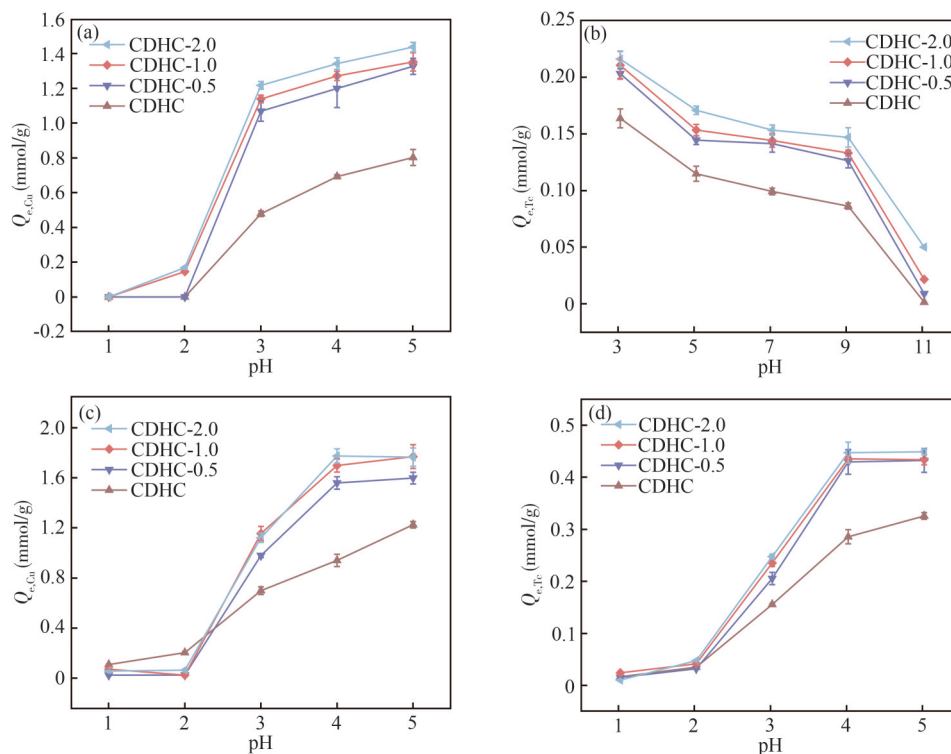 (a)
CDHC-2.0
CDHC-1.0
CDHC-0.5
CDHC
Qe,Cu (mmol/g)
1.6
1.4
1.2
1.0
0.8
0.6
0.4
0.2
0
-0.2
1 2 3 4 5
pH
(b)
CDHC-2.0
CDHC-1.0
CDHC-0.5
CDHC
Qe,Tc (mmol/g)
0.25
0.20
0.15
0.10
0.05
0
3 5 7 9 11
pH
(c)
CDHC-2.0
CDHC-1.0
CDHC-0.5
CDHC
Qe,Cu (mmol/g)
2.0
1.6
1.2
0.8
0.4
0
1 2 3 4 5
pH
(d)
CDHC-2.0
CDHC-1.0
CDHC-0.5
CDHC
Qe,Tc (mmol/g)
0.5
0.4
0.3
0.2
0.1
0
1 2 3 4 5
pH